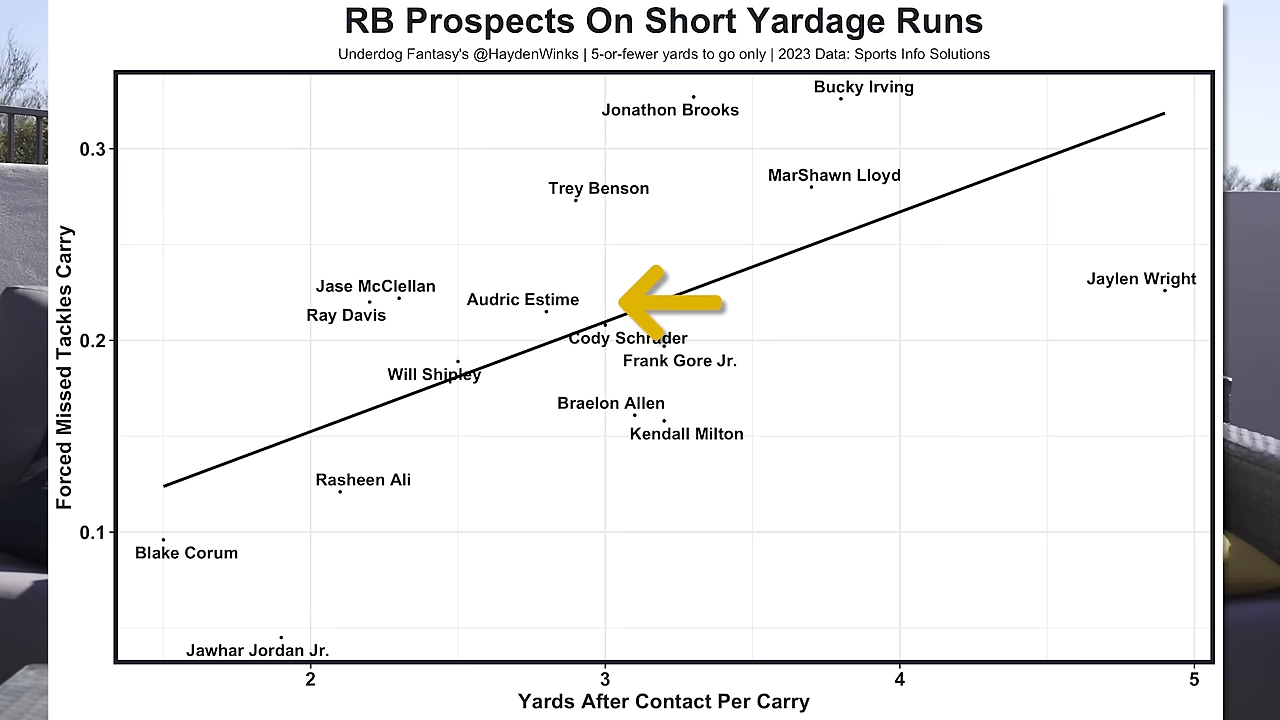 RB Prospects On Short Yardage Runs
Underdog Fantasy's @HaydenWinks | 5-or-fewer yards to go only | 2023 Data: Sports Info Solutions
Bucky Irving
Jonathon Brooks
0.3
MarShawn Lloyd
Trey Benson
Jaylen Wright
Jase McClellan
Audric Estime
Ray Davis
0.2
Cody Schrader
Frank Gore Jr.
Will Shipley
Braelon Allen
Kendall Milton
Rasheen Ali
0.1
Blake Corum
Jawhar Jordan Jr.
Forced Missed Tackles Carry
2 3 4 5
Yards After Contact Per Carry